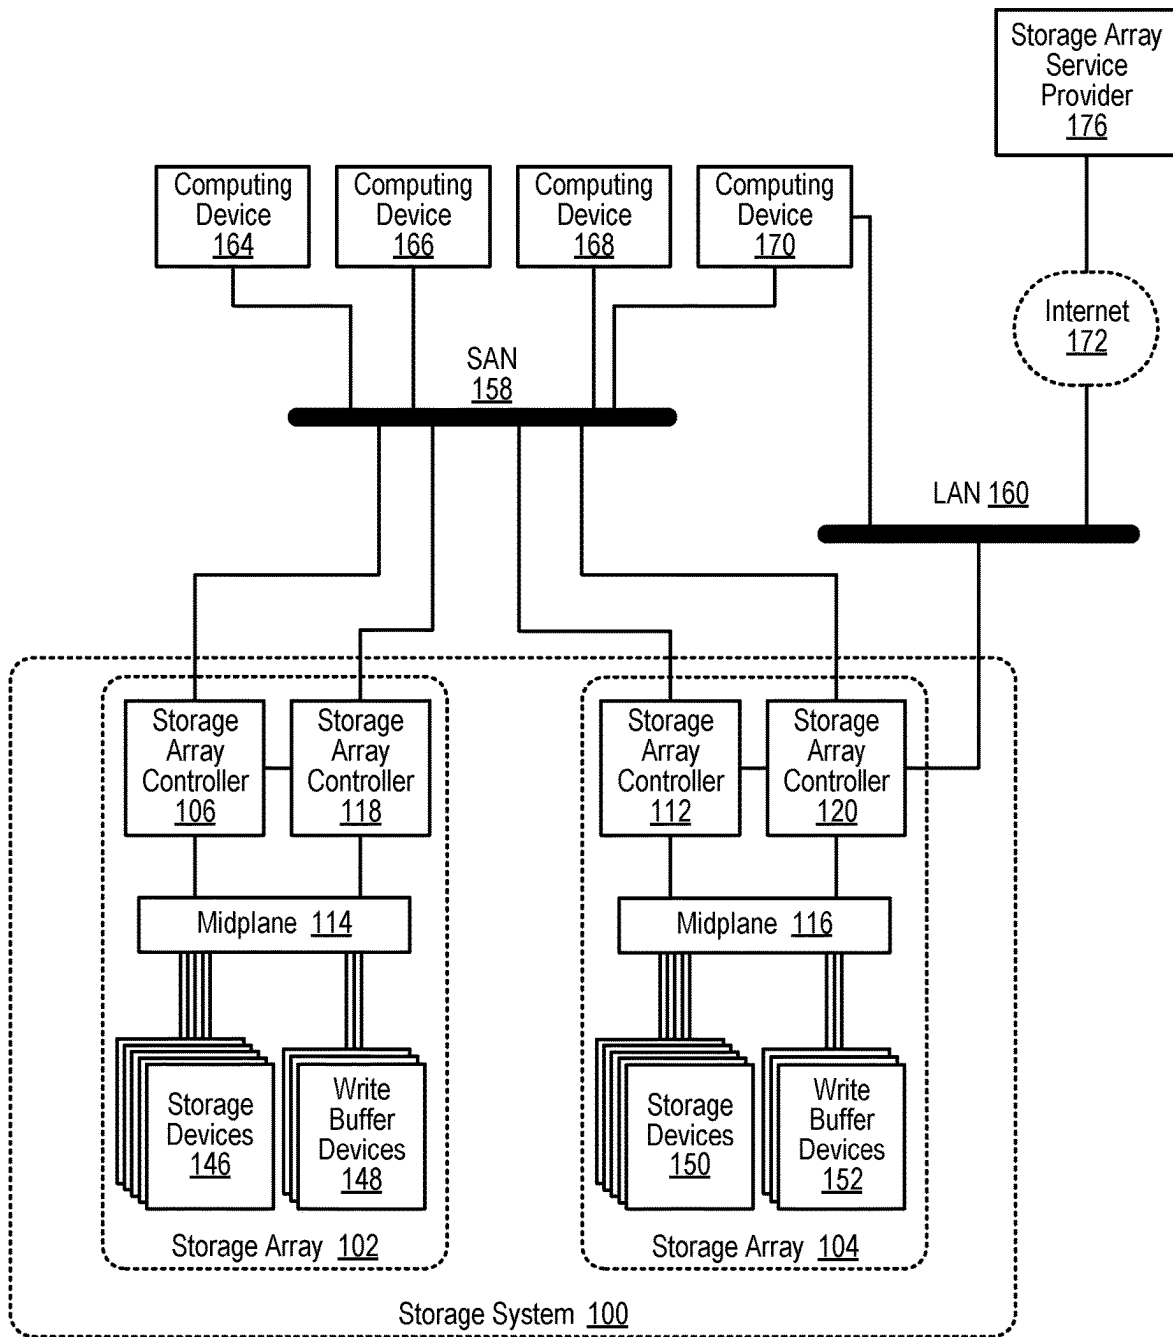 Storage Array
Service
Provider
176
Computing
Device
164
Computing
Device
166
Computing
Device
168
Computing
Device
170
Internet
172
SAN
158
LAN 160
Storage
Array
Controller
106
Storage
Array
Controller
118
Storage
Array
Controller
112
Storage
Array
Controller
120
Midplane 114
Midplane 116
Storage
Devices
146
Write
Buffer
Devices
148
Storage
Devices
150
Write
Buffer
Devices
152
Storage Array 102
Storage Array 104
Storage System 100